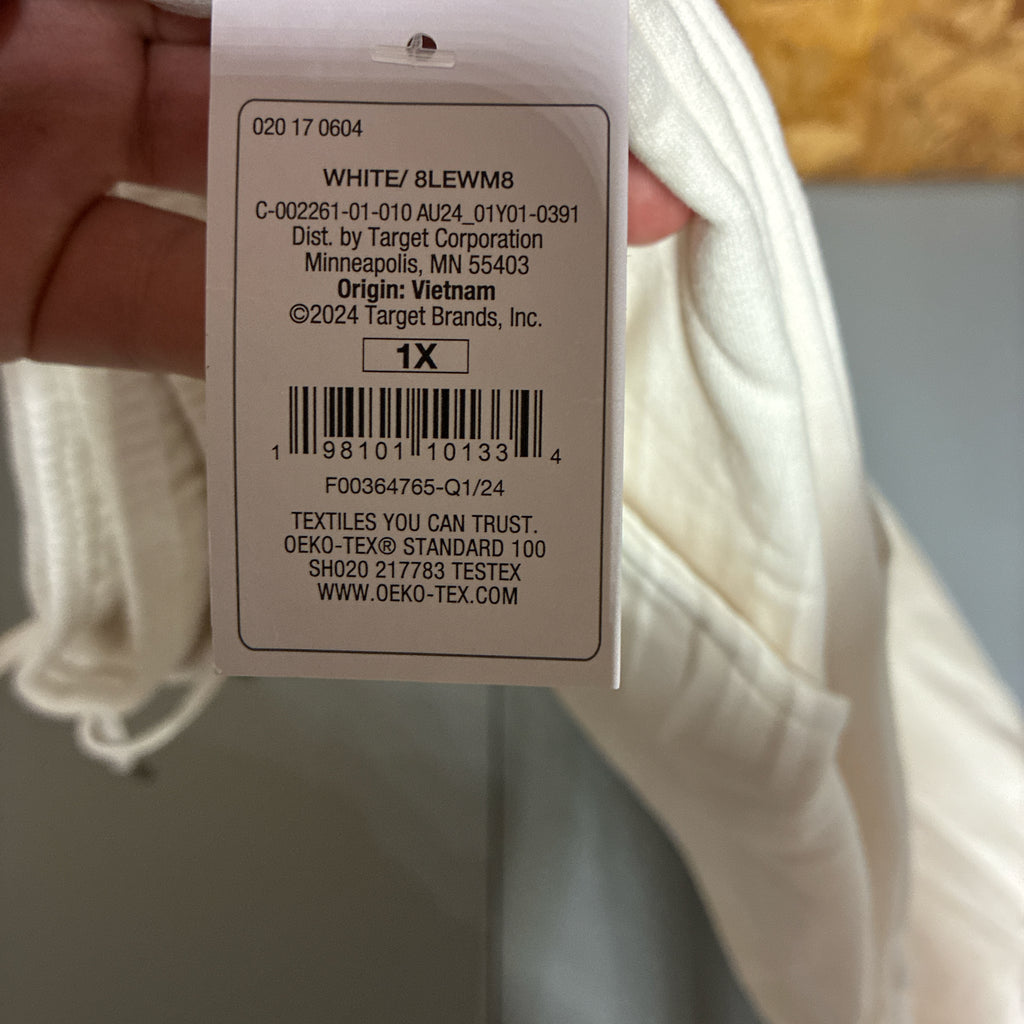 020 17 0604
WHITE/ 8LEWM8
C-002261-01-010 AU24_01Y01-0391
Dist. by Target Corporation
Minneapolis, MN 55403
Origin: Vietnam
©2024 Target Brands, Inc.
1X
1 98101 10133 4
F00364765-Q1/24
TEXTILES YOU CAN TRUST.
OEKO-TEX® STANDARD 100
SH020 217783 TESTEX
WWW.OEKO-TEX.COM